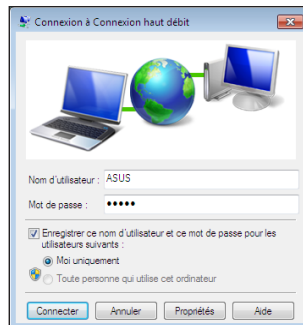 Connexion à Connexion haut débit
Nom d'utilisateur : ASUS
Mot de passe : •••••
Enregistrer ce nom d'utilisateur et ce mot de passe pour les
utilisateurs suivants :
Moi uniquement
Toute personne qui utilise cet ordinateur
Connecter Annuler Propriétés Aide